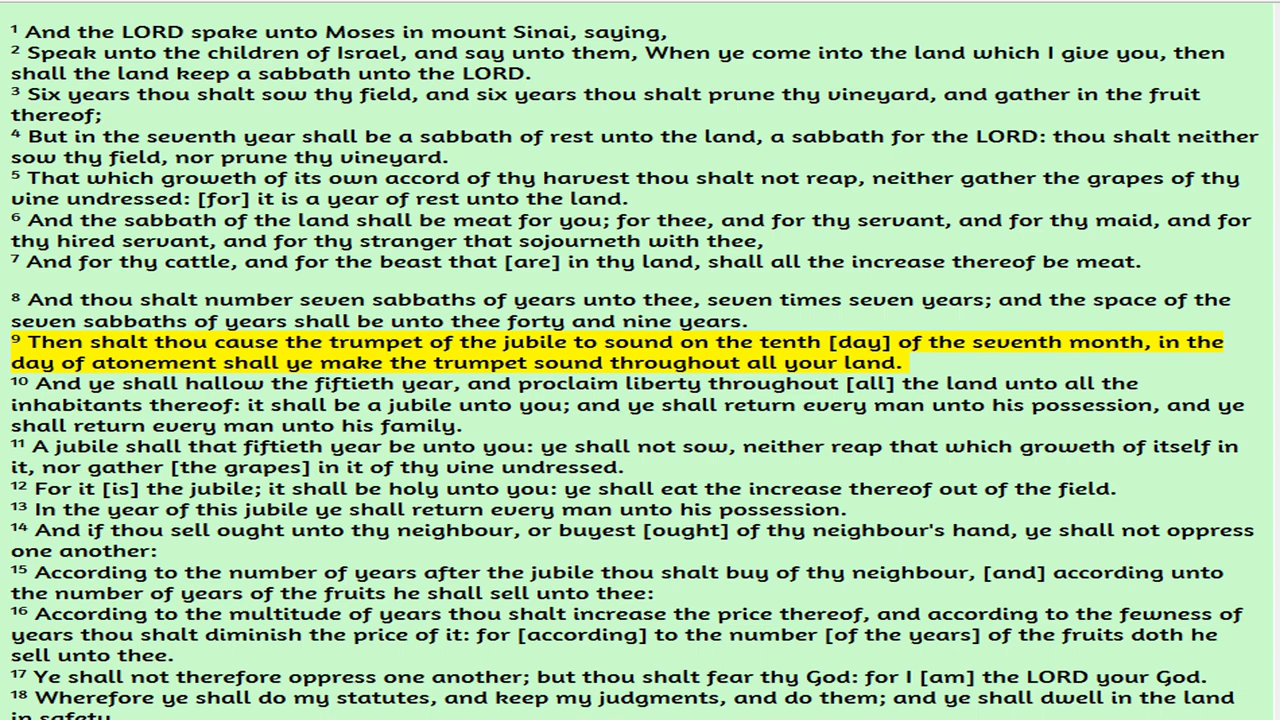 ¹ And the LORD spake unto Moses in mount Sinai, saying,
² Speak unto the children of Israel, and say unto them, When ye come into the land which I give you, then
shall the land keep a sabbath unto the LORD.
³ Six years thou shalt sow thy field, and six years thou shalt prune thy vineyard, and gather in the fruit
thereof;
⁴ But in the seventh year shall be a sabbath of rest unto the land, a sabbath for the LORD: thou shalt neither
sow thy field, nor prune thy vineyard.
⁵ That which groweth of its own accord of thy harvest thou shalt not reap, neither gather the grapes of thy
vine undressed: [for] it is a year of rest unto the land.
⁶ And the sabbath of the land shall be meat for you; for thee, and for thy servant, and for thy maid, and for
thy hired servant, and for thy stranger that sojourneth with thee,
⁷ And for thy cattle, and for the beast that [are] in thy land, shall all the increase thereof be meat.
⁸ And thou shalt number seven sabbaths of years unto thee, seven times seven years; and the space of the
seven sabbaths of years shall be unto thee forty and nine years.
⁹ Then shalt thou cause the trumpet of the jubile to sound on the tenth [day] of the seventh month, in the
day of atonement shall ye make the trumpet sound throughout all your land.
¹⁰ And ye shall hallow the fiftieth year, and proclaim liberty throughout [all] the land unto all the
inhabitants thereof: it shall be a jubile unto you; and ye shall return every man unto his possession, and ye
shall return every man unto his family.
¹¹ A jubile shall that fiftieth year be unto you: ye shall not sow, neither reap that which groweth of itself in
it, nor gather [the grapes] in it of thy vine undressed.
¹² For it [is] the jubile; it shall be holy unto you: ye shall eat the increase thereof out of the field.
¹³ In the year of this jubile ye shall return every man unto his possession.
¹⁴ And if thou sell ought unto thy neighbour, or buyest [ought] of thy neighbour's hand, ye shall not oppress
one another:
¹⁵ According to the number of years after the jubile thou shalt buy of thy neighbour, [and] according unto
the number of years of the fruits he shall sell unto thee:
¹⁶ According to the multitude of years thou shalt increase the price thereof, and according to the fewness of
years thou shalt diminish the price of it: for [according] to the number [of the years] of the fruits doth he
sell unto thee.
¹⁷ Ye shall not therefore oppress one another; but thou shalt fear thy God: for I [am] the LORD your God.
¹⁸ Wherefore ye shall do my statutes, and keep my judgments, and do them; and ye shall dwell in the land
in safety